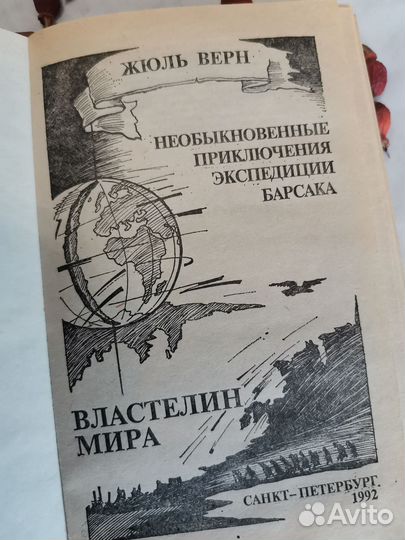 ЖЮЛЬ ВЕРН
НЕОБЫКНОВЕННЫЕ
ПРИКЛЮЧЕНИЯ
ЭКСПЕДИЦИИ
БАРСАКА
ВЛАСТЕЛИН
МИРА
САНКТ-ПЕТЕРБУРГ.
1992
Avito